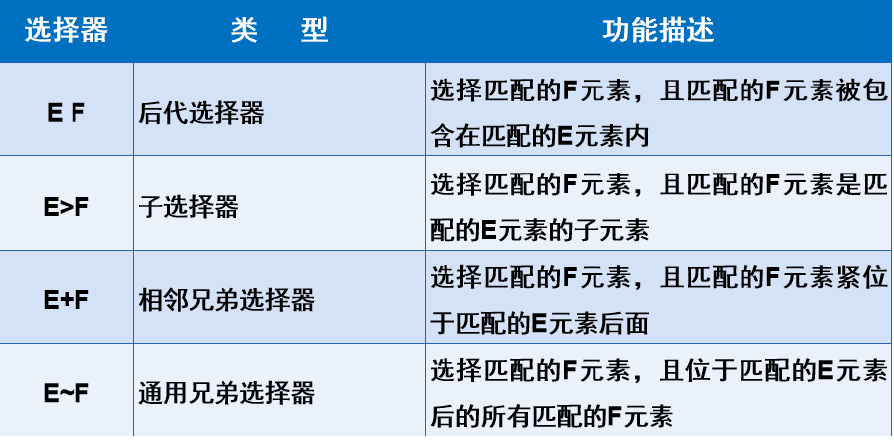 选择器 类 型 功能描述
E F 后代选择器 选择匹配的F元素，且匹配的F元素被包
含在匹配的E元素内
E>F 子选择器 选择匹配的F元素，且匹配的F元素是匹
配的E元素的子元素
E+F 相邻兄弟选择器 选择匹配的F元素，且匹配的F元素紧位
于匹配的E元素后面
E~F 通用兄弟选择器 选择匹配的F元素，且位于匹配的E元素
后的所有匹配的F元素